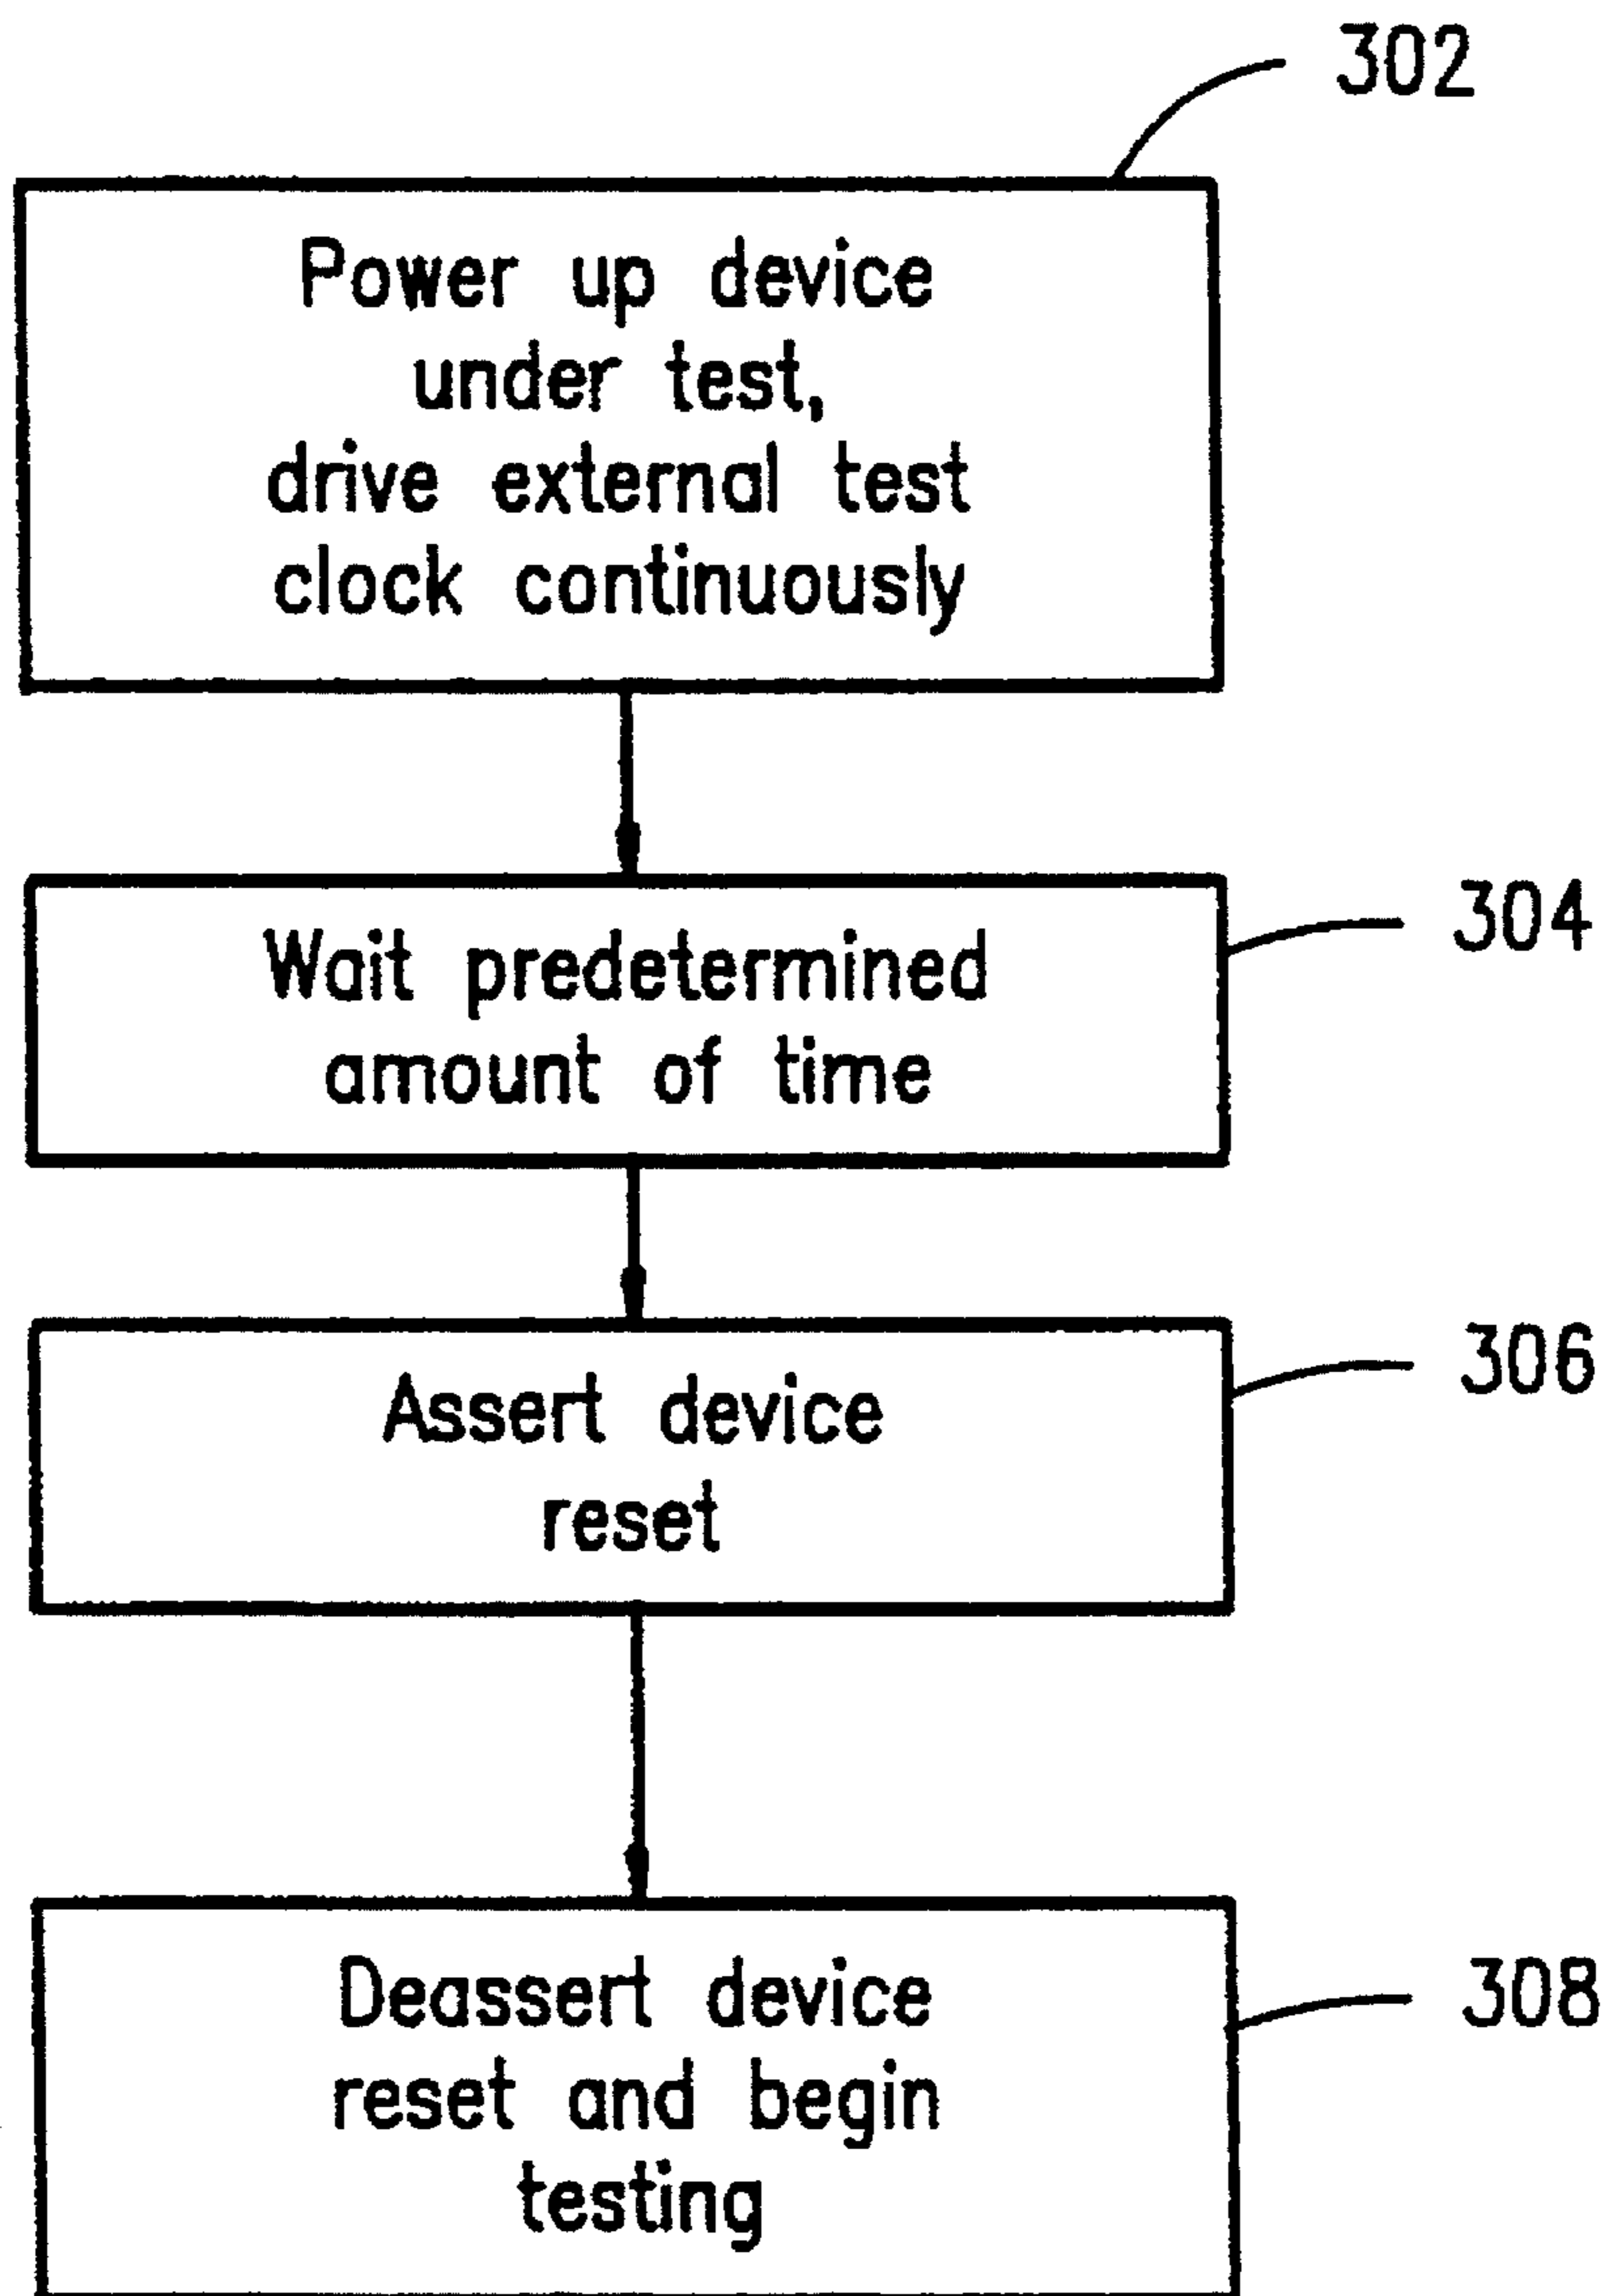 302
Power up device
under test,
drive external test
clock continuously
304
Wait predetermined
amount of time
306
Assert device
reset
308
Deassert device
reset and begin
testing